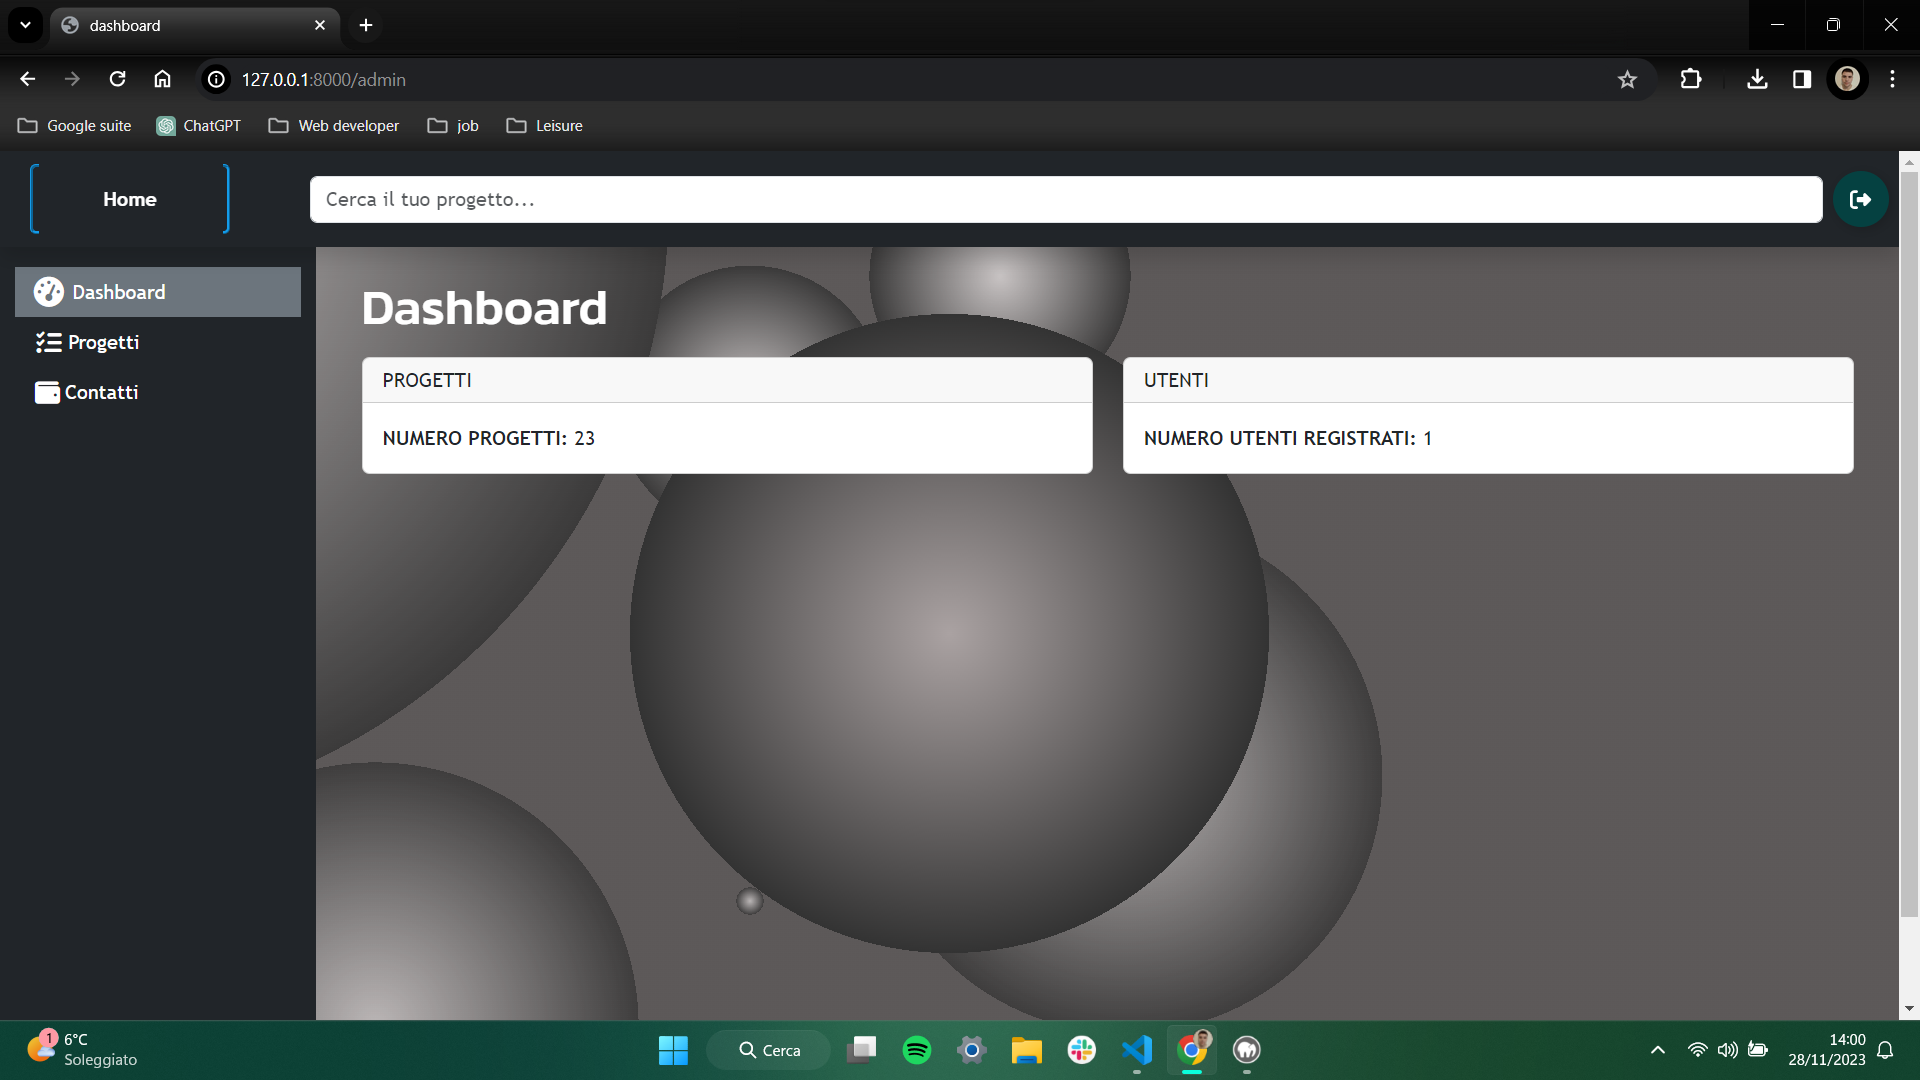 dashboard
127.0.0.1:8000/admin
Google suite
ChatGPT
Web developer
job
Leisure
Home
Cerca il tuo progetto...
Dashboard
Progetti
Contatti
Dashboard
PROGETTI
NUMERO PROGETTI: 23
UTENTI
NUMERO UTENTI REGISTRATI: 1
1
6°C
Soleggiato
Cerca
14:00
28/11/2023